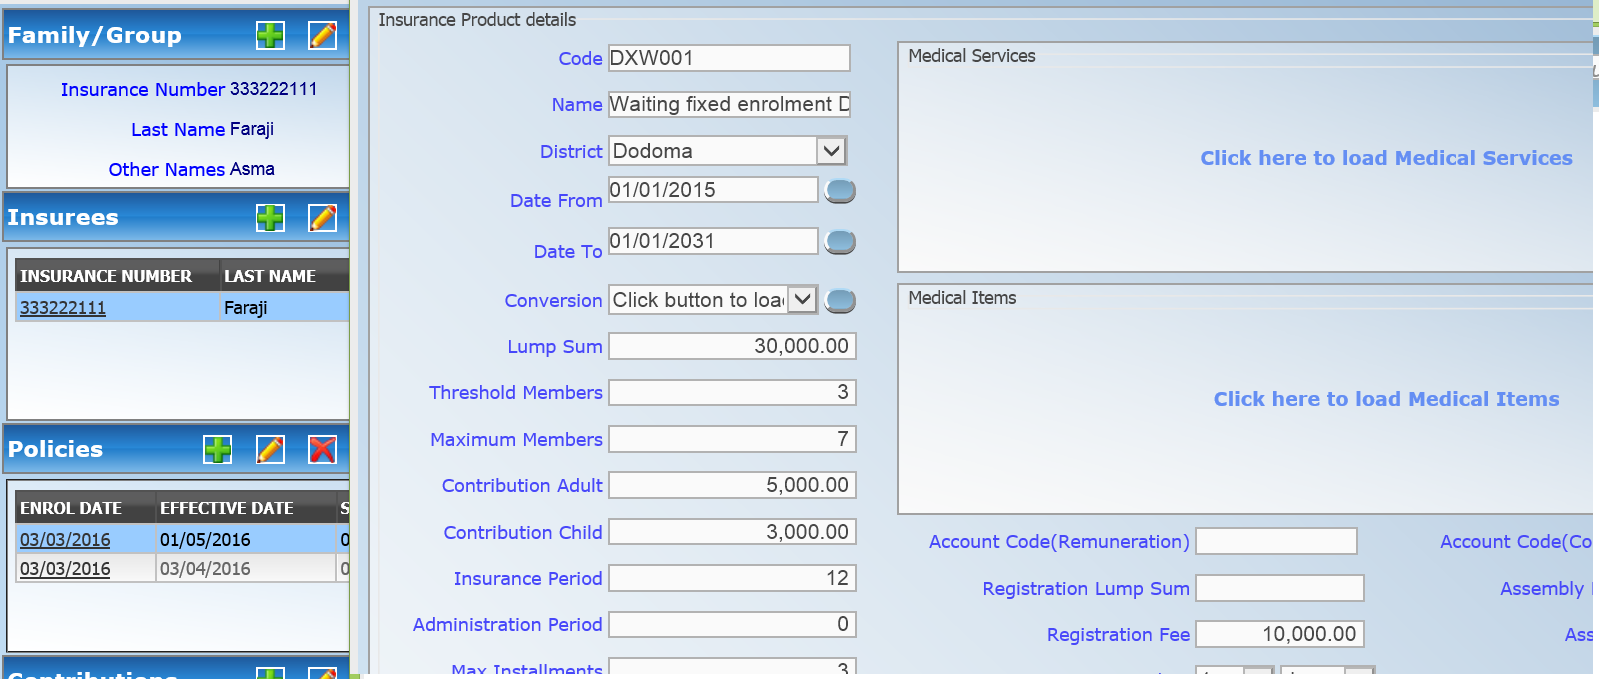 Family/Group
Insurance Number 333222111
Last Name Faraji
Other Names Asma
Insurees
INSURANCE NUMBER LAST NAME
333222111 Faraji
Policies
ENROL DATE EFFECTIVE DATE S
03/03/2016 01/05/2016 0
03/03/2016 03/04/2016 0
Contributions
Insurance Product details
Code DXW001
Name Waiting fixed enrolment D
District Dodoma
Date From 01/01/2015
Date To 01/01/2031
Conversion Click button to loa
Lump Sum 30,000.00
Threshold Members 3
Maximum Members 7
Contribution Adult 5,000.00
Contribution Child 3,000.00
Insurance Period 12
Administration Period 0
Max Installments 3
Medical Services
Click here to load Medical Services
Medical Items
Click here to load Medical Items
Account Code(Remuneration) Account Code(Co
Registration Lump Sum Assembly
Registration Fee 10,000.00 Ass